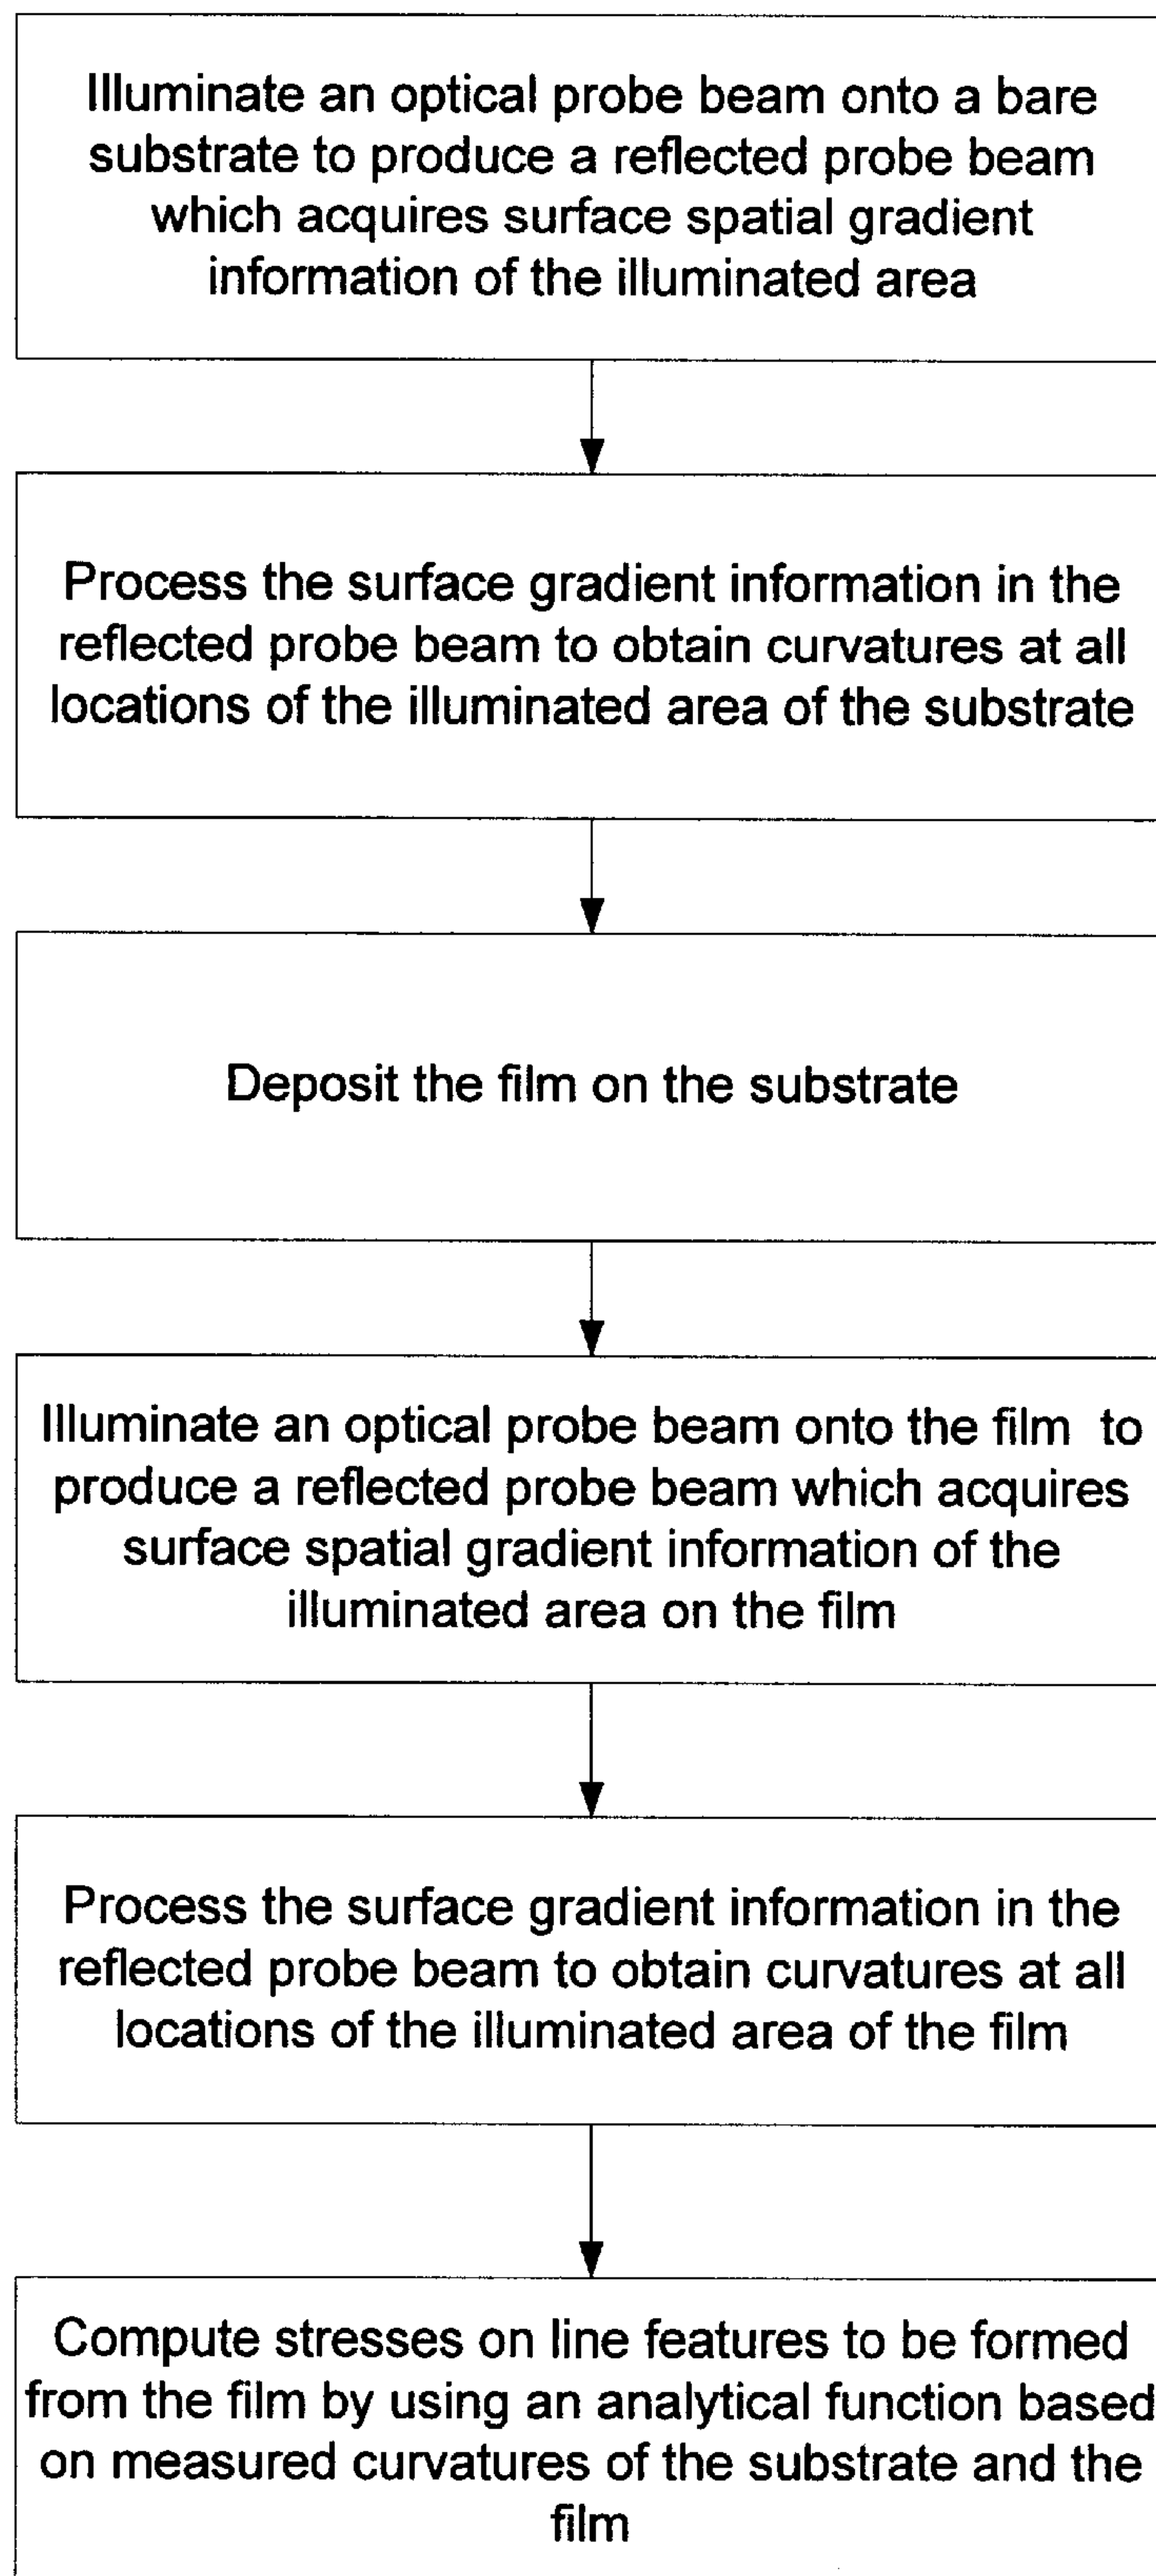 Illuminate an optical probe beam onto a bare
substrate to produce a reflected probe beam
which acquires surface spatial gradient
information of the illuminated area
Process the surface gradient information in the
reflected probe beam to obtain curvatures at all
locations of the illuminated area of the substrate
Deposit the film on the substrate
Illuminate an optical probe beam onto the film to
produce a reflected probe beam which acquires
surface spatial gradient information of the
illuminated area on the film
Process the surface gradient information in the
reflected probe beam to obtain curvatures at all
locations of the illuminated area of the film
Compute stresses on line features to be formed
from the film by using an analytical function based
on measured curvatures of the substrate and the
film